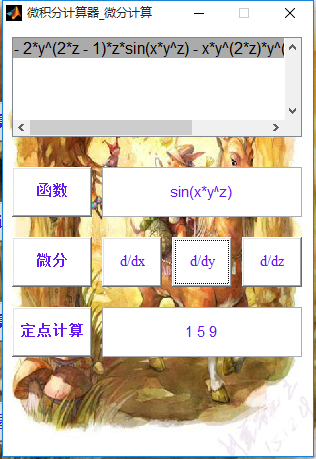 微积分计算器_微分计算
- 2*y^(2*z - 1)*z*sin(x*y^z) - x*y^(2*z)*y^(
函数 sin(x*y^z)
微分 d/dx d/dy d/dz
定点计算 1 5 9